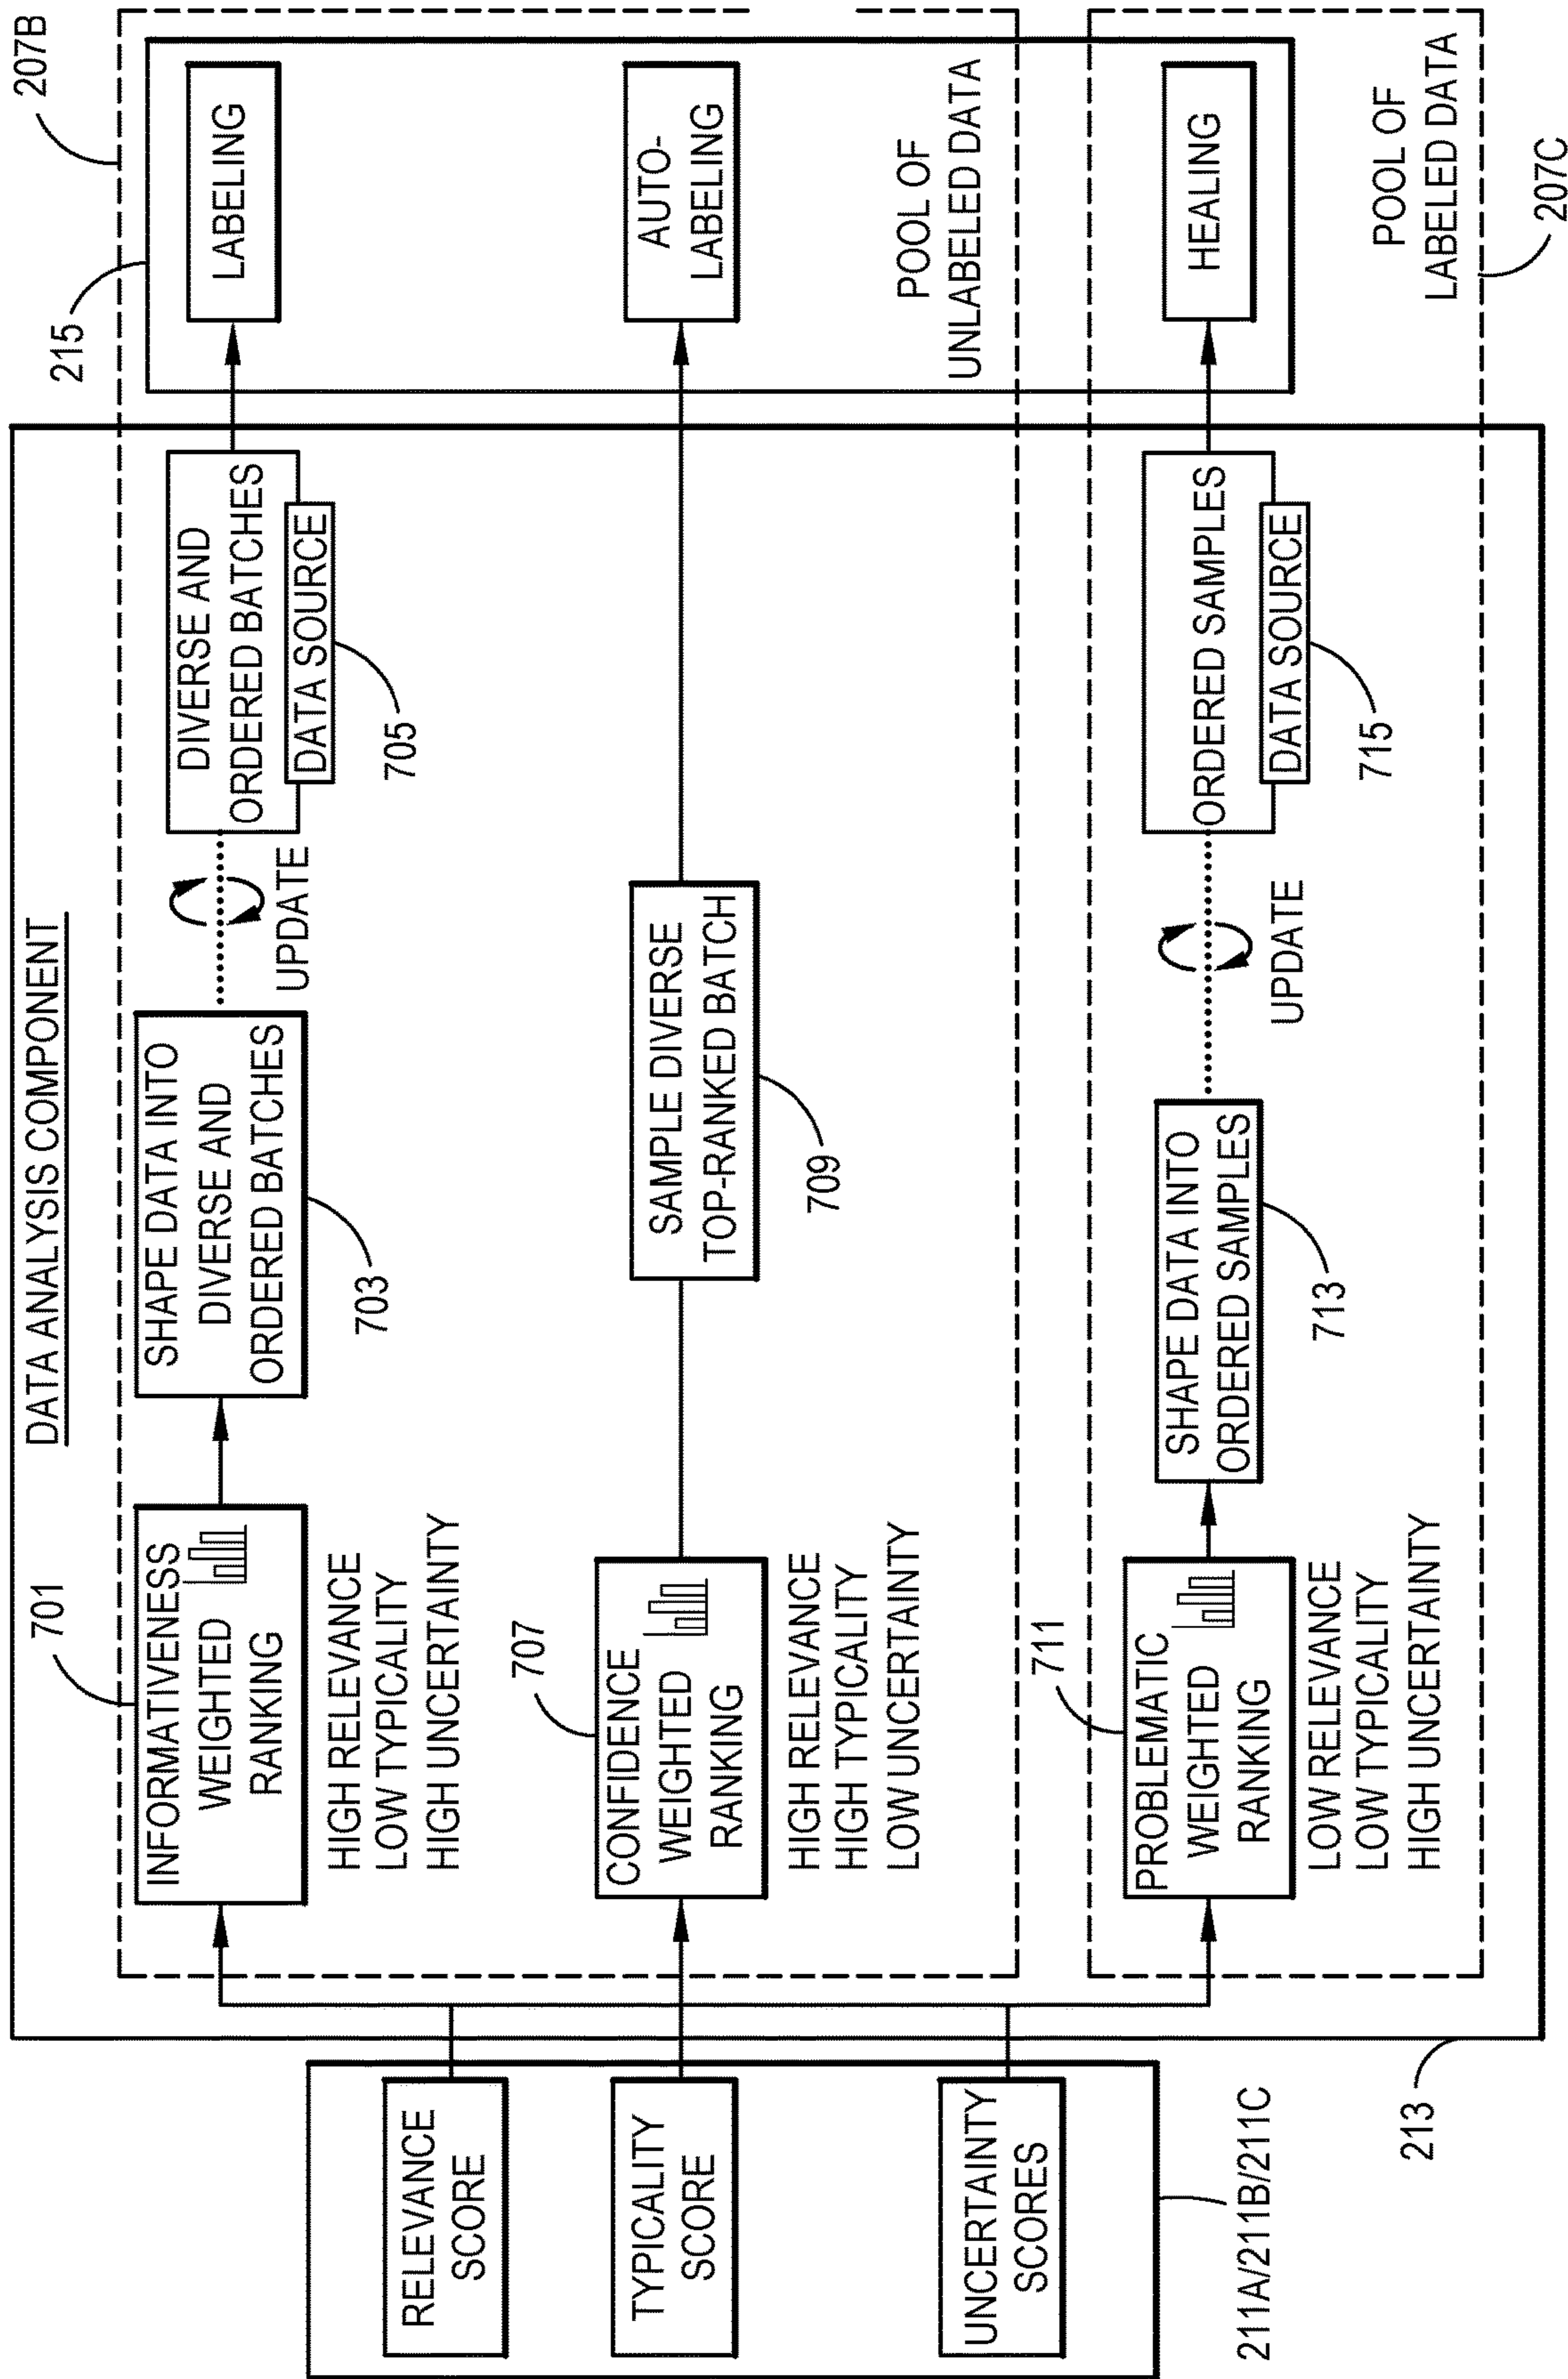 DATA ANALYSIS COMPONENT
207B
215
701
INFORMATIVENESS
WEIGHTED
RANKING
HIGH RELEVANCE
LOW TYPICALITY
HIGH UNCERTAINTY
SHAPE DATA INTO
DIVERSE AND
ORDERED BATCHES
703
UPDATE
DIVERSE AND
ORDERED BATCHES
DATA SOURCE
705
LABELING
RELEVANCE
SCORE
TYPICALITY
SCORE
UNCERTAINTY
SCORES
211A/211B/211C
213
707
CONFIDENCE
WEIGHTED
RANKING
HIGH RELEVANCE
HIGH TYPICALITY
LOW UNCERTAINTY
SAMPLE DIVERSE
TOP-RANKED BATCH
709
AUTO-
LABELING
POOL OF
UNLABELED DATA
711
PROBLEMATIC
WEIGHTED
RANKING
LOW RELEVANCE
LOW TYPICALITY
HIGH UNCERTAINTY
SHAPE DATA INTO
ORDERED SAMPLES
713
UPDATE
ORDERED SAMPLES
DATA SOURCE
715
HEALING
POOL OF
LABELED DATA
207C